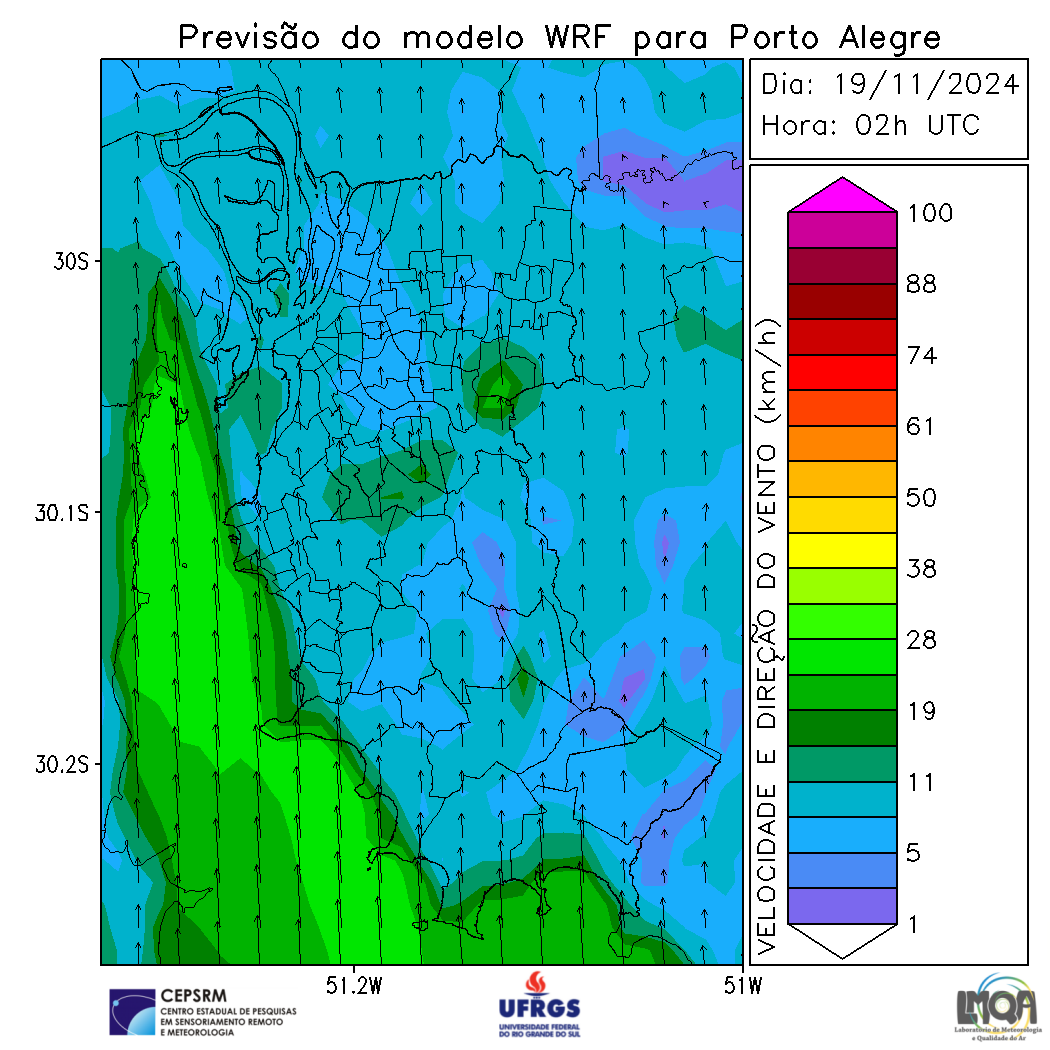 Previsão do modelo WRF para Porto Alegre
Dia: 19/11/2024
Hora: 02h UTC
30S
30.1S
30.2S
51.2W
51W
VELOCIDADE E DIREÇÃO DO VENTO (km/h)
100
88
74
61
50
38
28
19
11
5
1
CEPSRM
CENTRO ESTADUAL DE PESQUISAS
EM SENSORIAMENTO REMOTO
E METEOROLOGIA
UFRGS
UNIVERSIDADE FEDERAL
DO RIO GRANDE DO SUL
LMQA
Laboratório de Meteorologia
e Qualidade do Ar